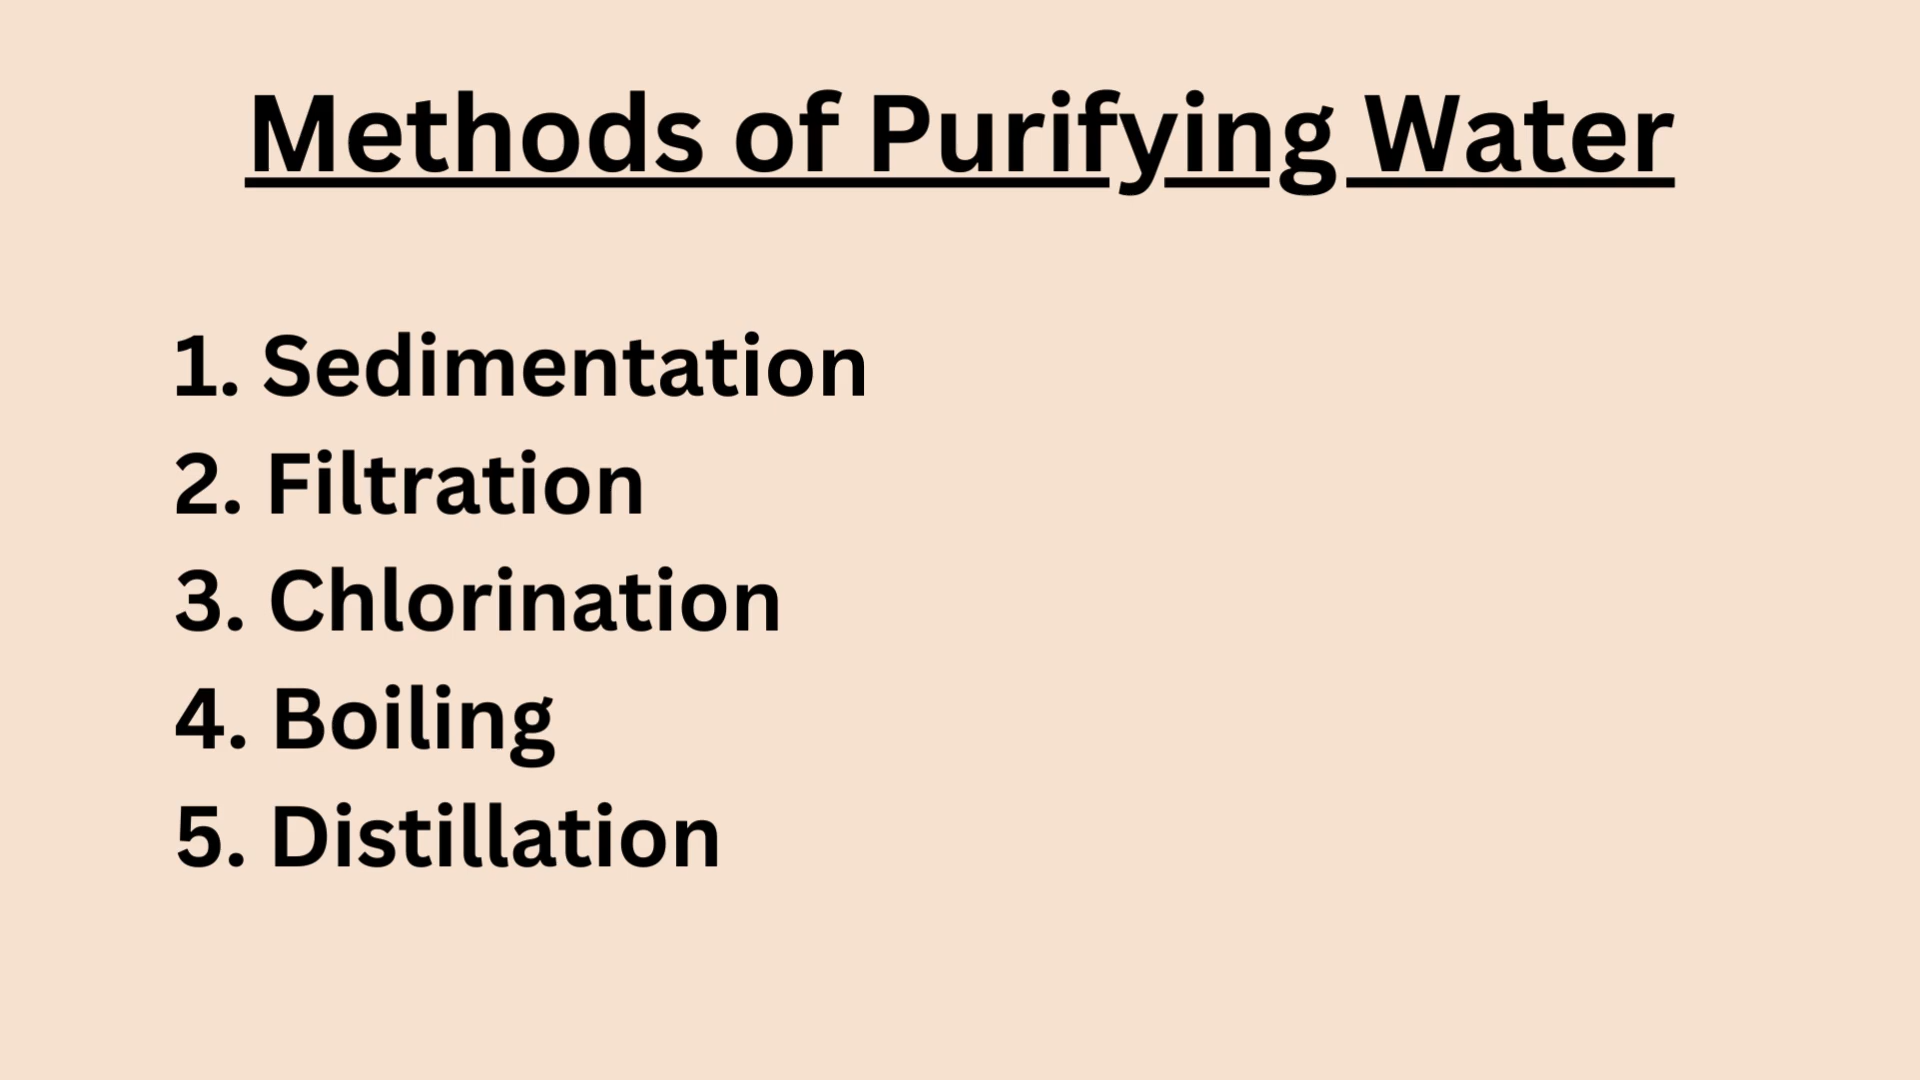 Methods of Purifying Water
1. Sedimentation
2. Filtration
3. Chlorination
4. Boiling
5. Distillation